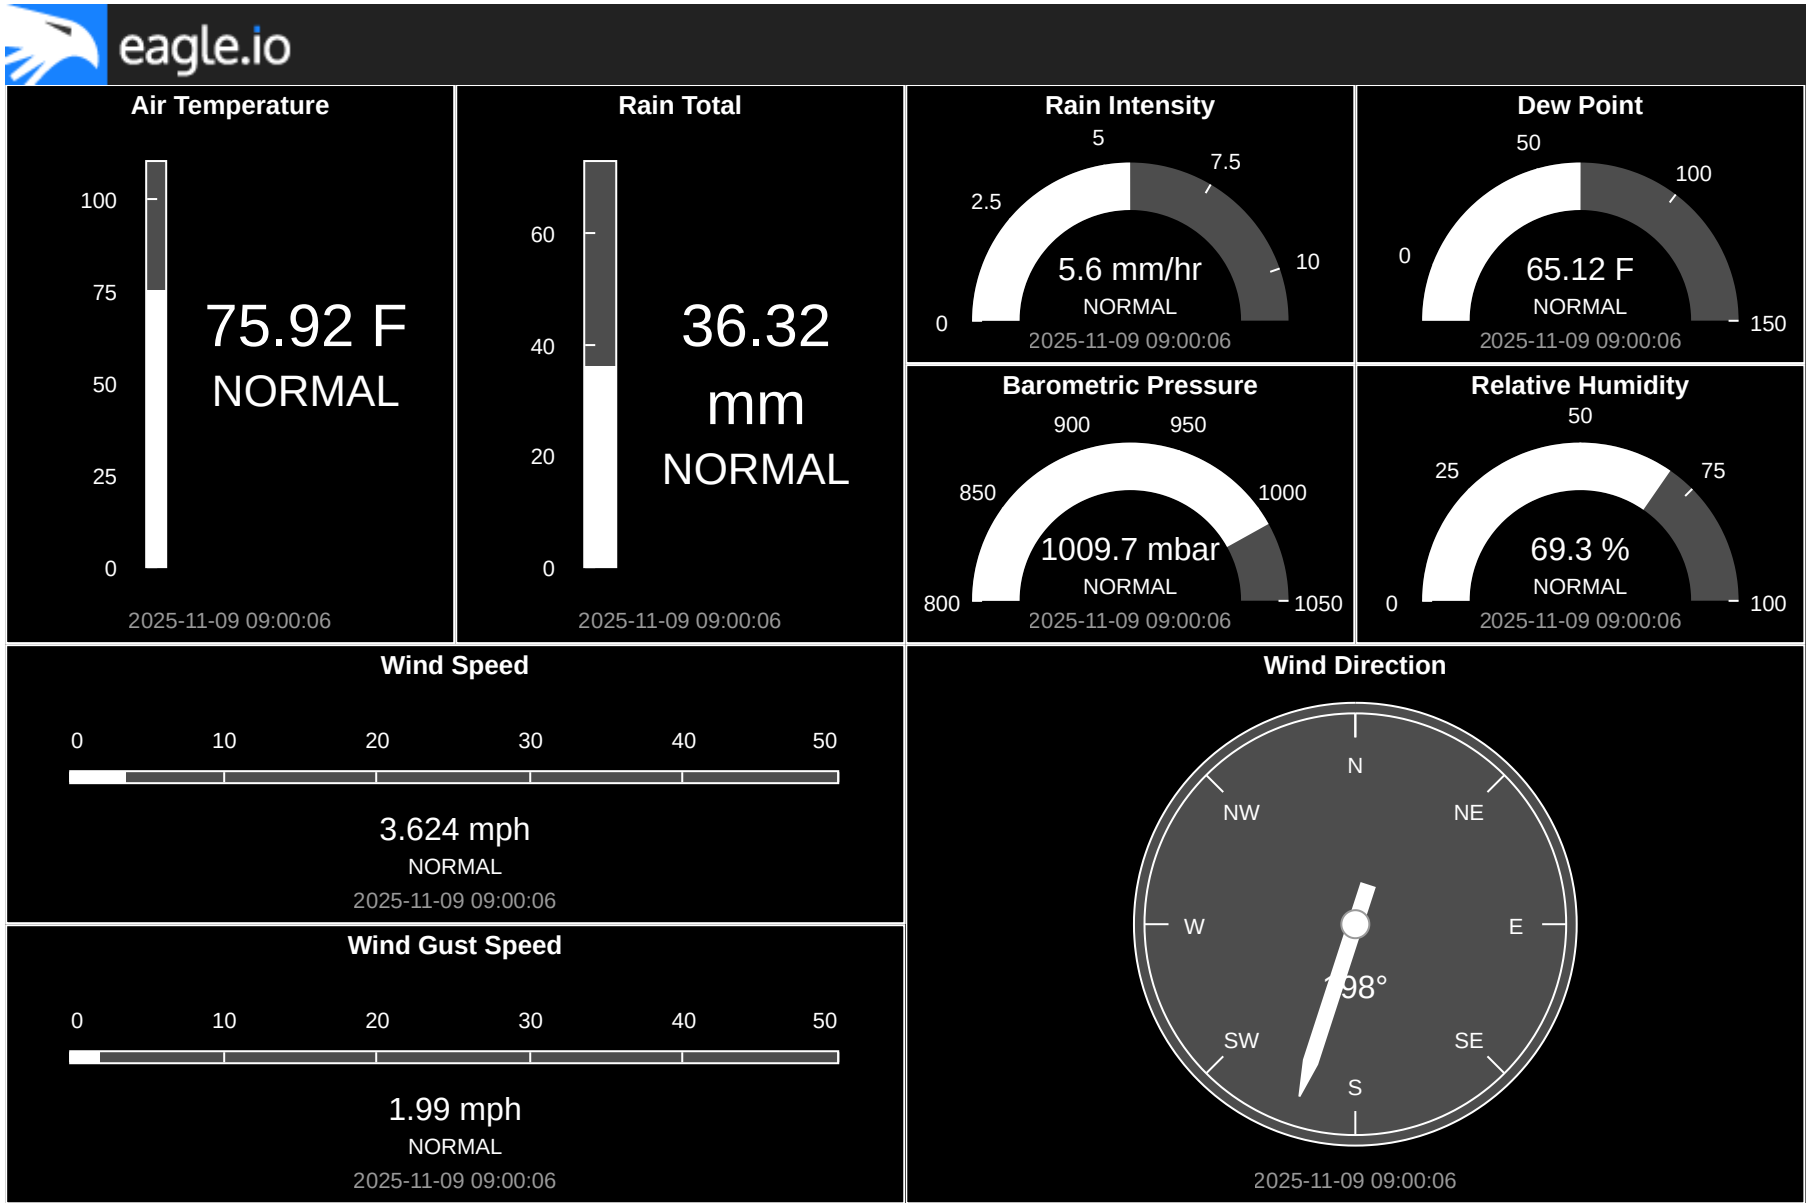 eagle.io
Air Temperature
100
75
50
25
0
75.92 F
NORMAL
2025-11-09 09:00:06
Rain Total
60
40
20
0
36.32
mm
NORMAL
2025-11-09 09:00:06
Rain Intensity
0
2.5
5
7.5
10
5.6 mm/hr
NORMAL
2025-11-09 09:00:06
Dew Point
0
50
100
150
65.12 F
NORMAL
2025-11-09 09:00:06
Barometric Pressure
800
850
900
950
1000
1050
1009.7 mbar
NORMAL
2025-11-09 09:00:06
Relative Humidity
0
25
50
75
100
69.3 %
NORMAL
2025-11-09 09:00:06
Wind Speed
0 10 20 30 40 50
3.624 mph
NORMAL
2025-11-09 09:00:06
Wind Gust Speed
0 10 20 30 40 50
1.99 mph
NORMAL
2025-11-09 09:00:06
Wind Direction
N
NW NE
W E
198°
SW SE
S
2025-11-09 09:00:06